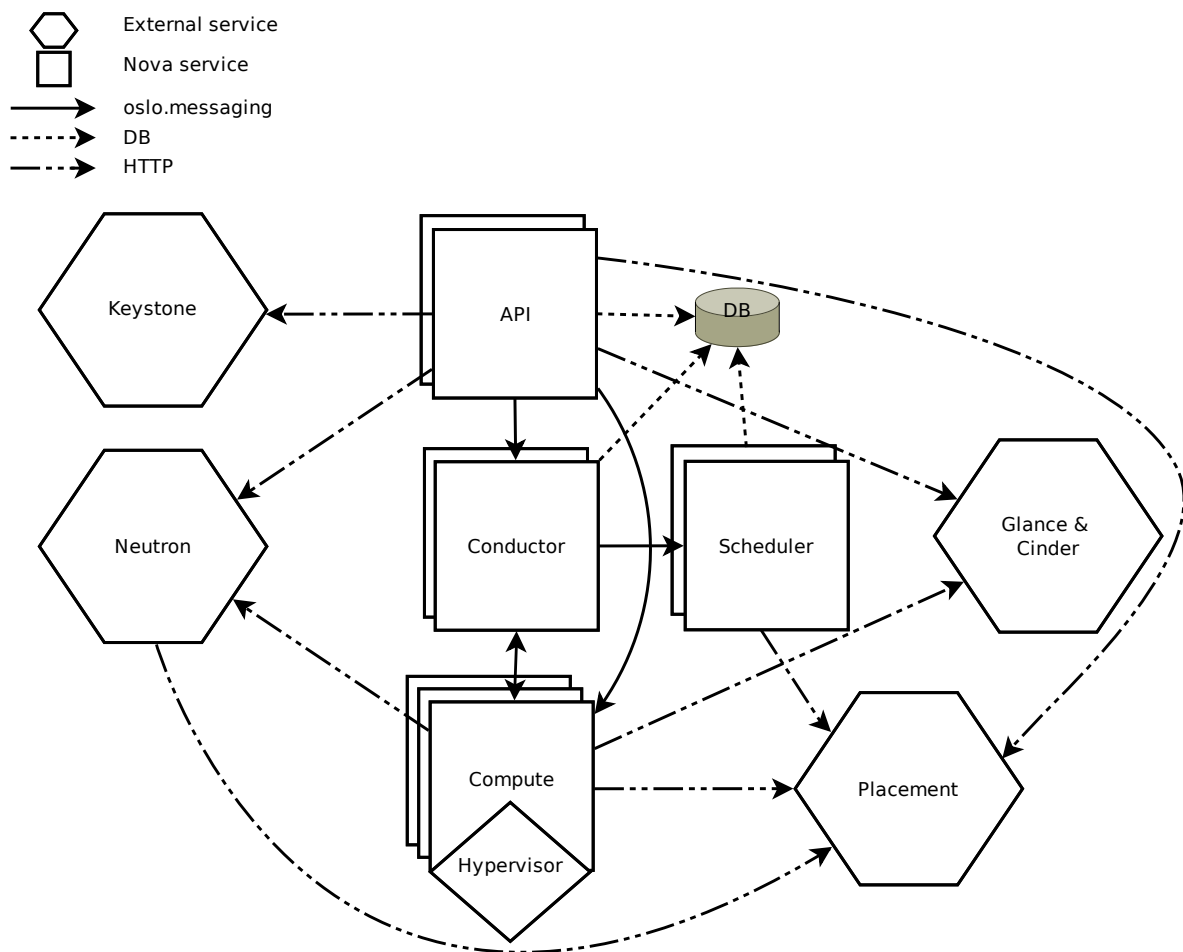 External service
Nova service
oslo.messaging
DB
HTTP
Keystone
API
DB
Neutron
Conductor
Scheduler
Glance &
Cinder
Compute
Hypervisor
Placement